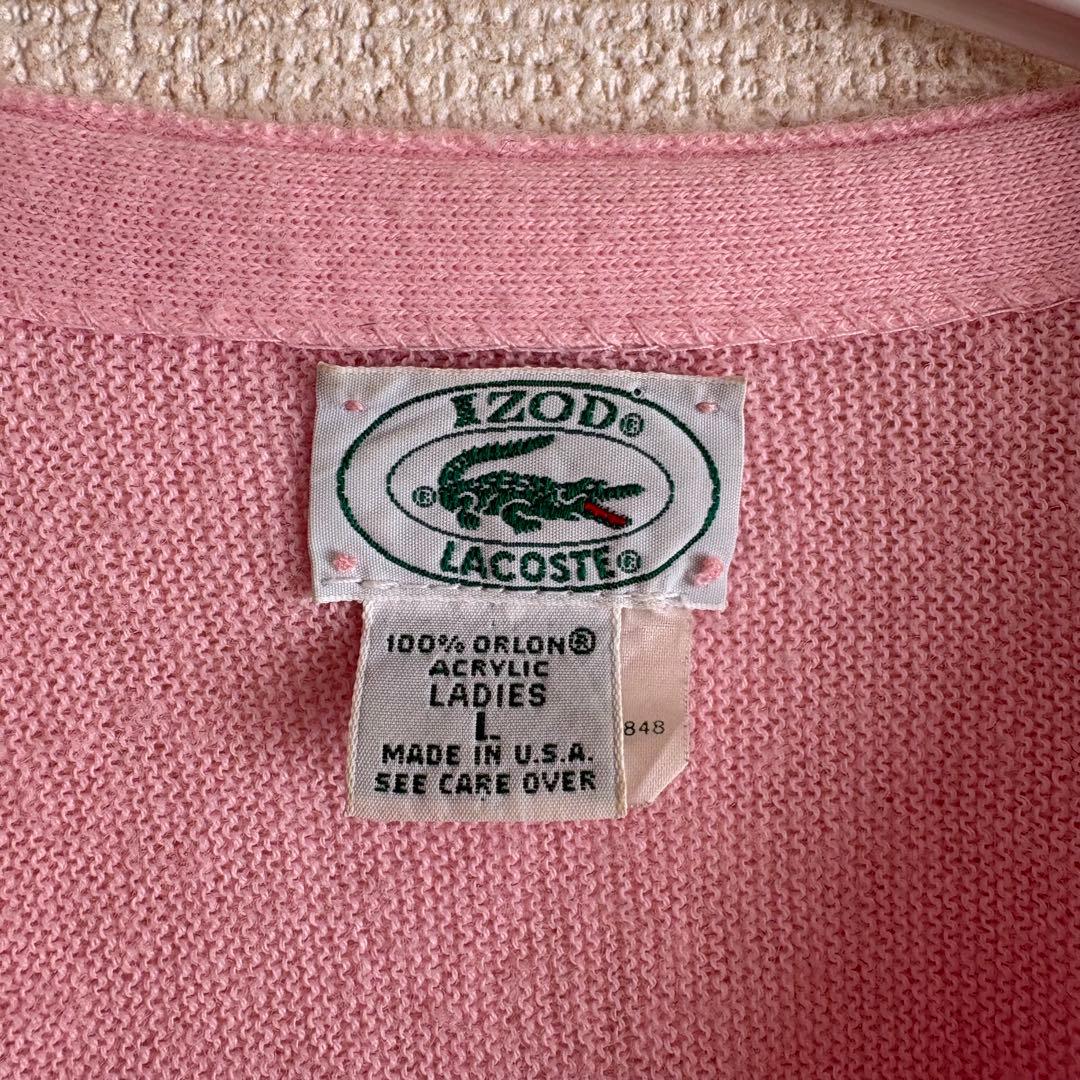 IZOD®
®
LACOSTE®
100% ORLON®
ACRYLIC
LADIES
L
MADE IN U.S.A.
SEE CARE OVER
848